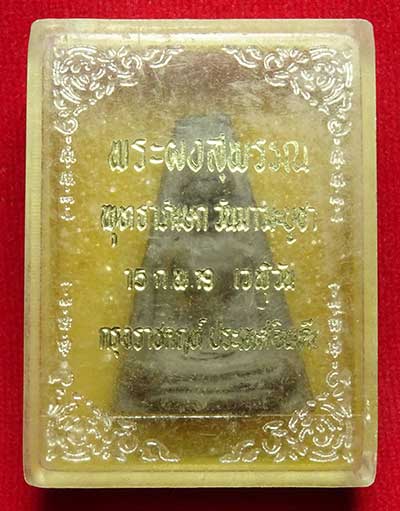 พระผงสุพรรณ
พุทธาภิเษก วันมาฆะบูชา
15 ก.พ. 19 เวฬุวัน
กรุงราชคฤห์ ประเทศอินเดีย